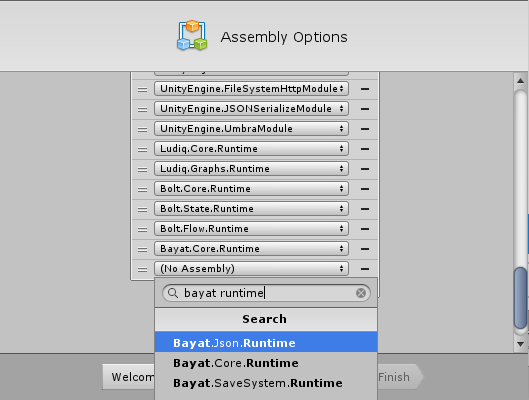 Assembly Options
UnityEngine.FileSystemHttpModule
UnityEngine.JSONSerializeModule
UnityEngine.UmbraModule
Ludiq.Core.Runtime
Ludiq.Graphs.Runtime
Bolt.Core.Runtime
Bolt.State.Runtime
Bolt.Flow.Runtime
Bayat.Core.Runtime
(No Assembly)
bayat runtime
Search
Bayat.Json.Runtime
Bayat.Core.Runtime
Bayat.SaveSystem.Runtime
Welcom
Finish